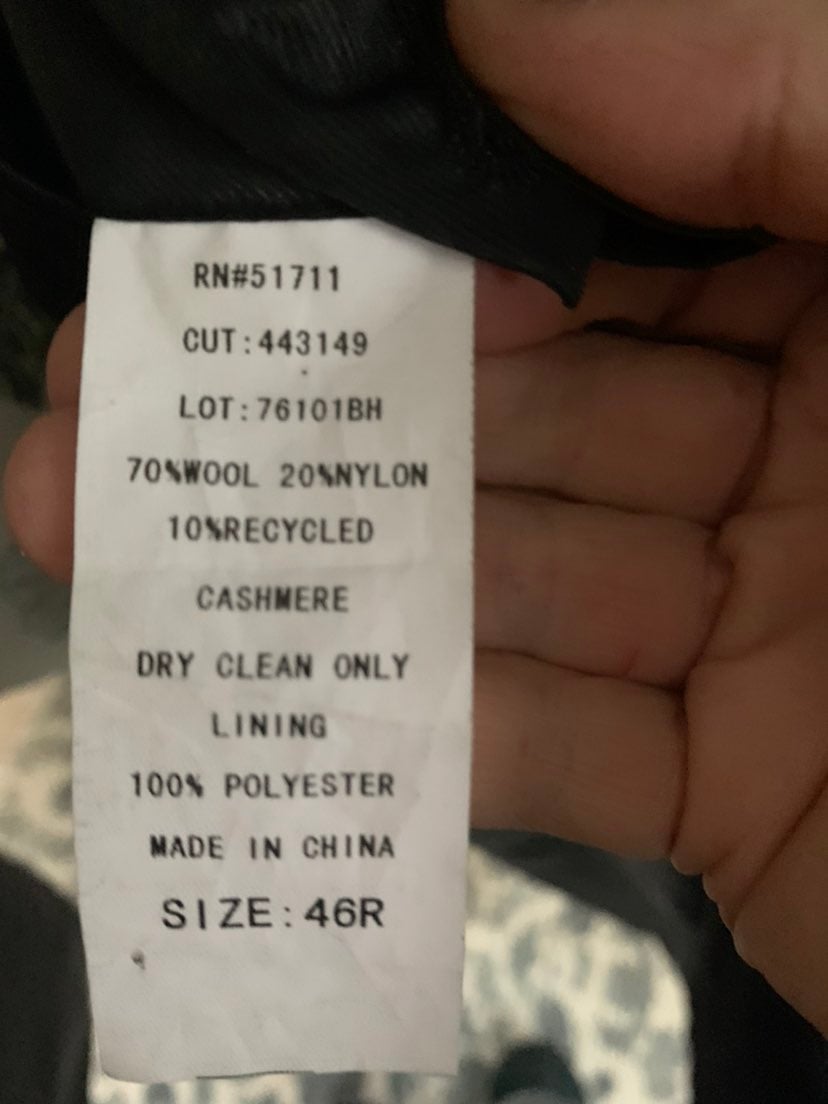 RN#51711
CUT:443149
LOT:76101BH
70%WOOL 20%NYLON
10%RECYCLED
CASHMERE
DRY CLEAN ONLY
LINING
100% POLYESTER
MADE IN CHINA
SIZE:46R